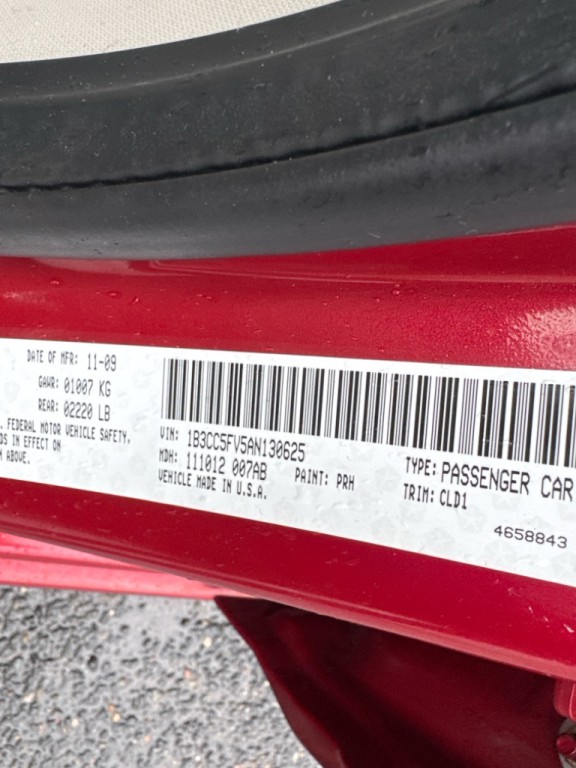 DATE OF MFR: 11-09
GAWR: 01007 KG
REAR: 02220 LB
FEDERAL MOTOR VEHICLE SAFETY,
DS IN EFFECT ON
ABOVE.
VIN: 1B3CC5FV5AN130625
MDH: 111012 007AB PAINT: PRH
VEHICLE MADE IN U.S.A.
TYPE: PASSENGER CAR
TRIM: CLD1
4658843